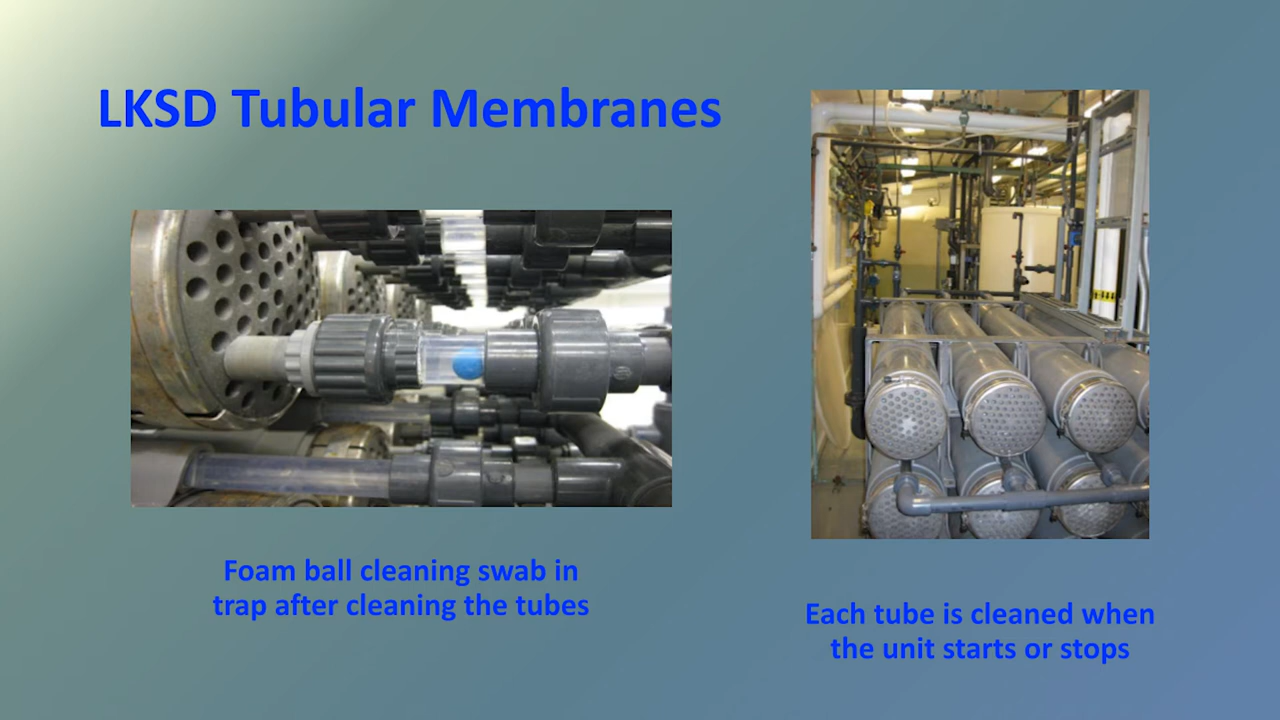 LKSD Tubular Membranes
Foam ball cleaning swab in
trap after cleaning the tubes
Each tube is cleaned when
the unit starts or stops